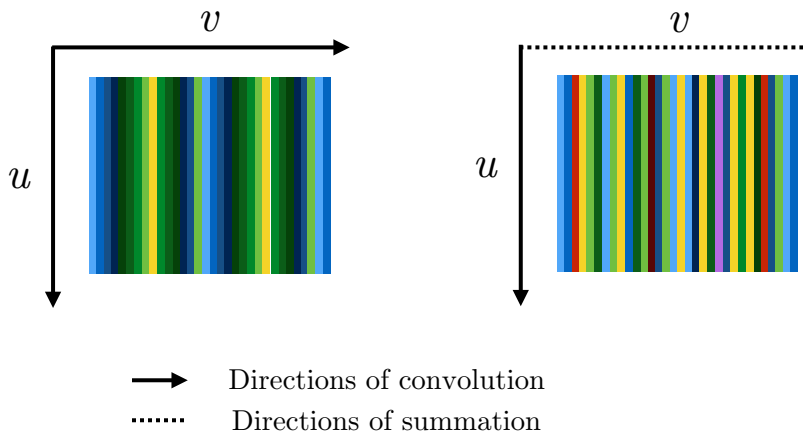 v
v
u
u
Directions of convolution
Directions of summation